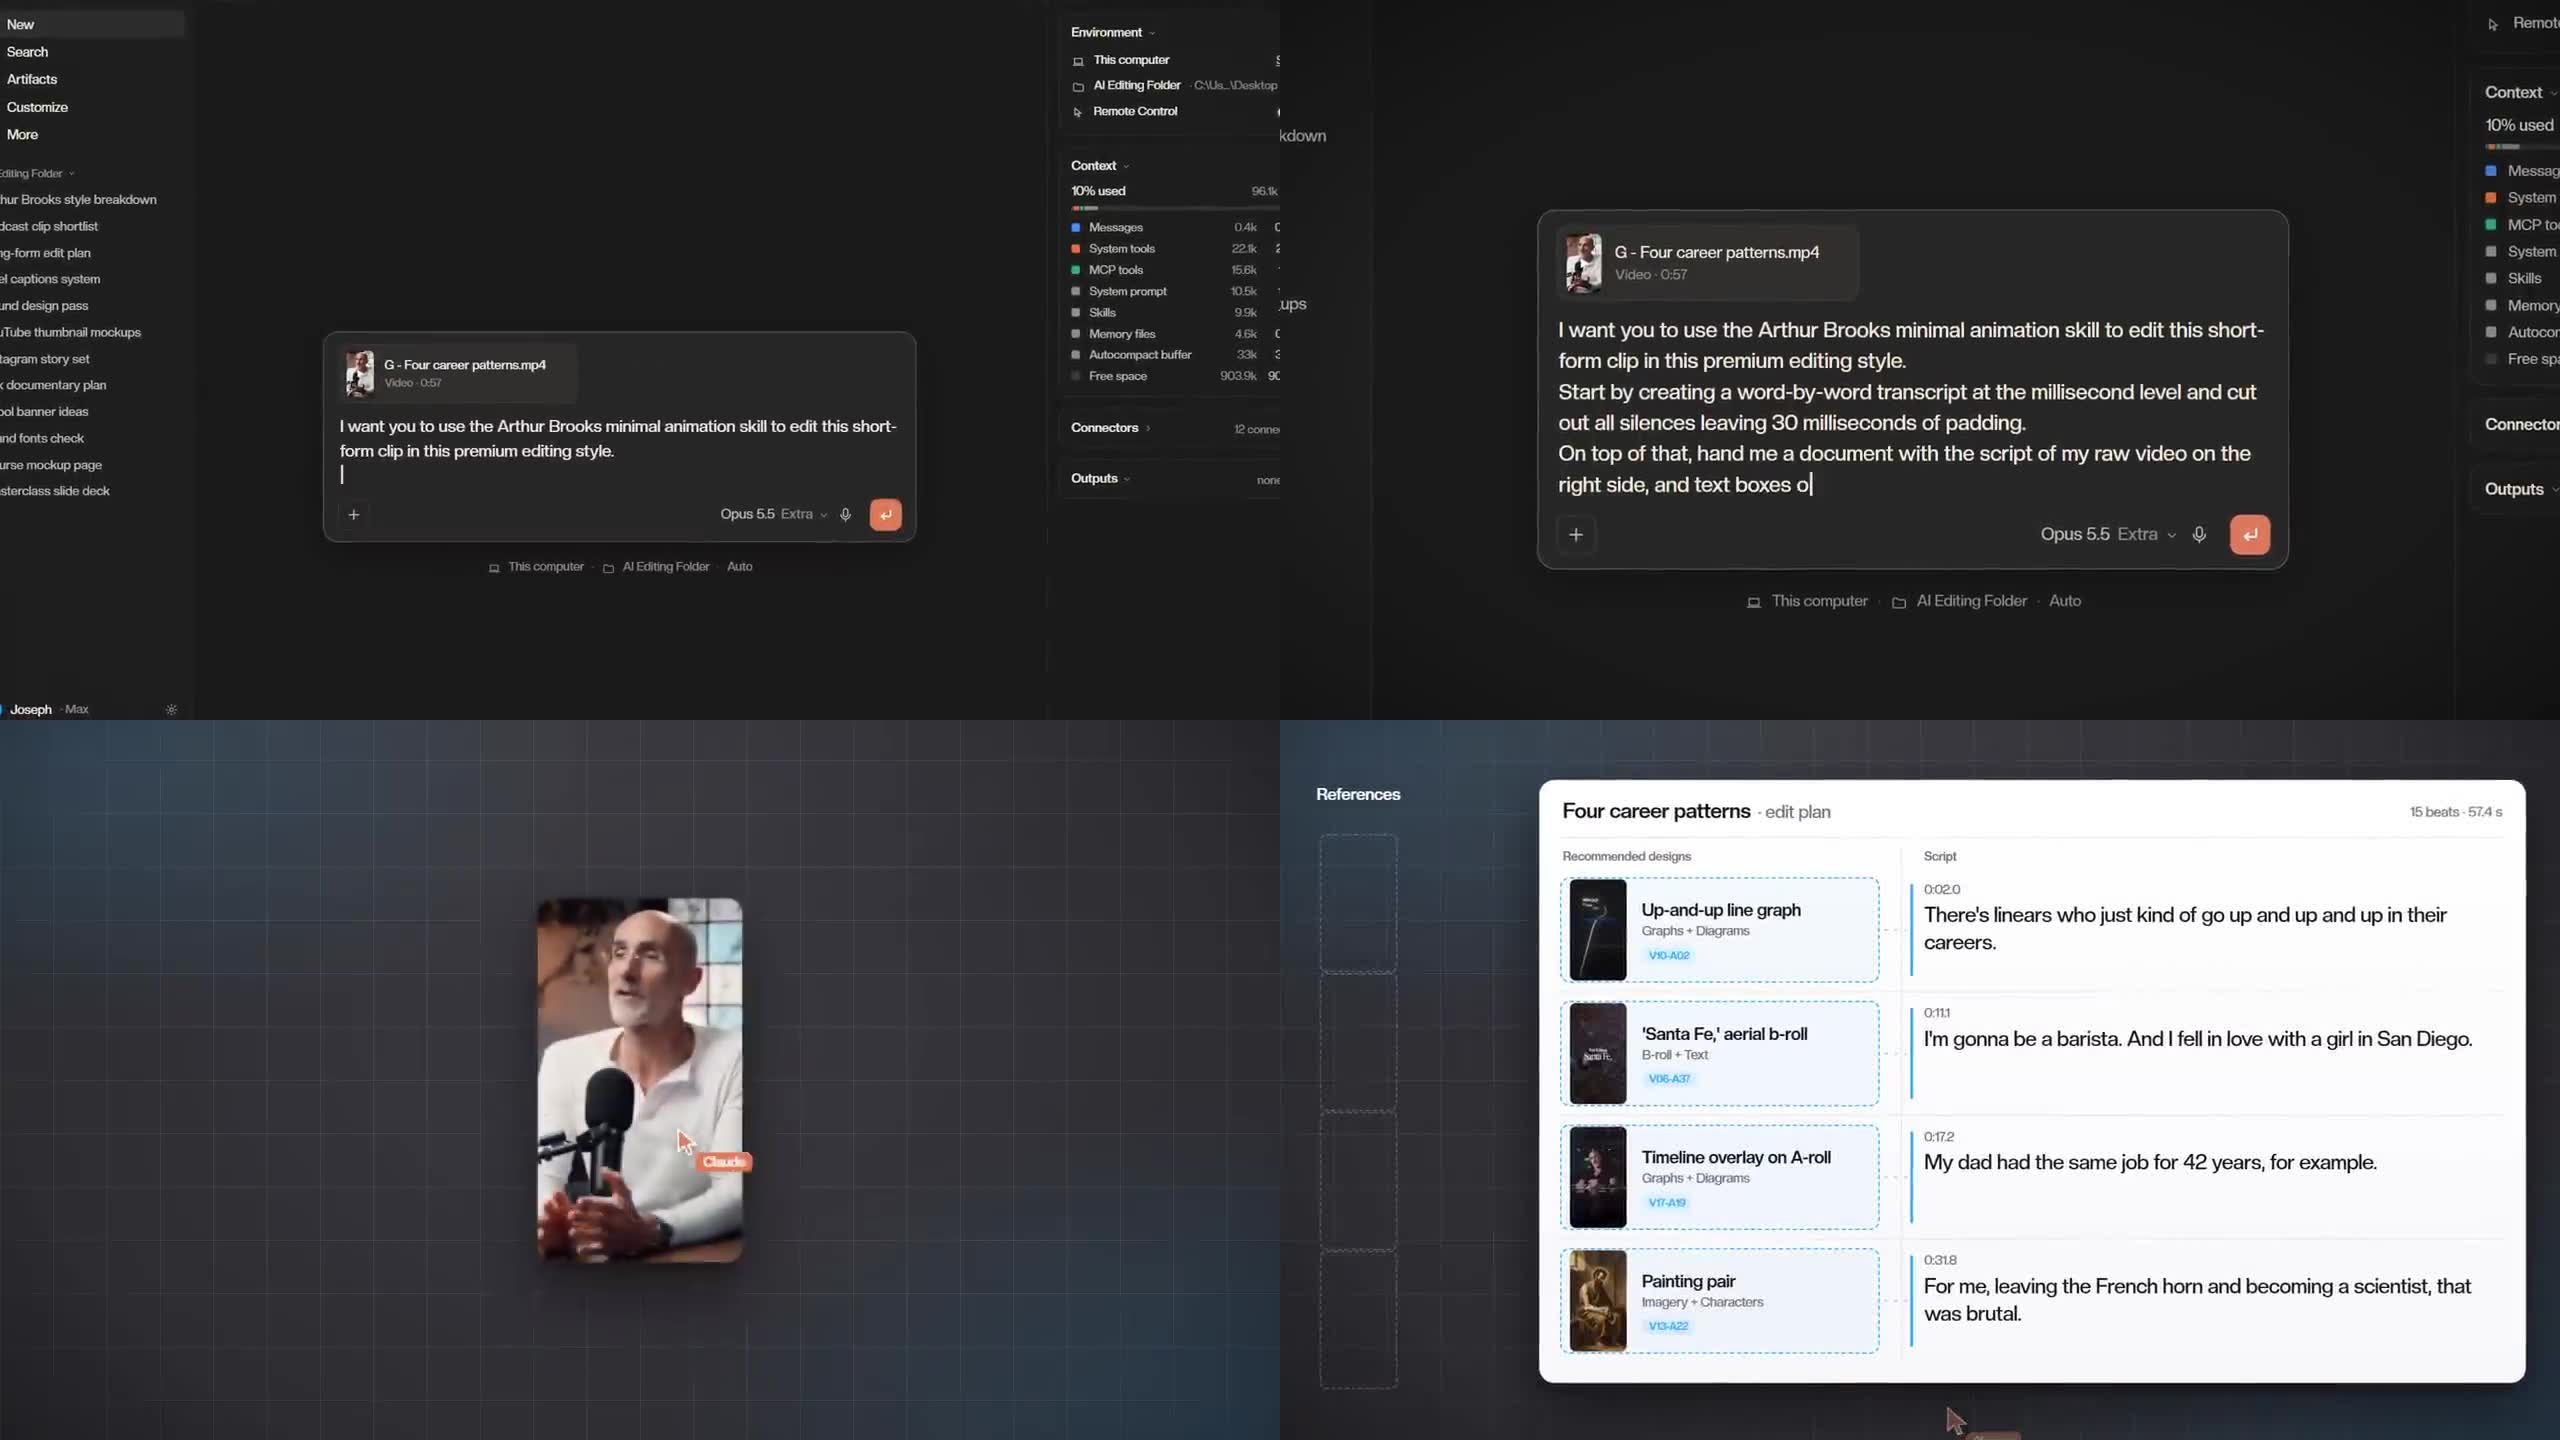 New
Search
Artifacts
Customize
More
Editing Folder
hur Brooks style breakdown
dcast clip shortlist
ng-form edit plan
el captions system
und design pass
uTube thumbnail mockups
tagram story set
x documentary plan
ool banner ideas
and fonts check
urse mockup page
sterclass slide deck
Joseph · Max
G - Four career patterns.mp4
Video · 0:57
I want you to use the Arthur Brooks minimal animation skill to edit this short-
form clip in this premium editing style.
Opus 5.5 Extra
This computer · AI Editing Folder · Auto
Environment
This computer
AI Editing Folder · C:\Us...\Desktop
Remote Control
Context
10% used 96.1k
Messages 0.4k
System tools 22.1k
MCP tools 15.6k
System prompt 10.5k
Skills 9.9k
Memory files 4.6k
Autocompact buffer 33k
Free space 903.9k
Connectors 12 conne
Outputs none
kdown
ups
G - Four career patterns.mp4
Video · 0:57
I want you to use the Arthur Brooks minimal animation skill to edit this short-
form clip in this premium editing style.
Start by creating a word-by-word transcript at the millisecond level and cut
out all silences leaving 30 milliseconds of padding.
On top of that, hand me a document with the script of my raw video on the
right side, and text boxes o
Opus 5.5 Extra
This computer · AI Editing Folder · Auto
Remot
Context
10% used
Messag
System
MCP too
System
Skills
Memory
Autocom
Free spa
Connector
Outputs
Claude
References
Four career patterns · edit plan
15 beats · 57.4 s
Recommended designs
Script
Up-and-up line graph
Graphs + Diagrams
V10-A02
0:02.0
There's linears who just kind of go up and up and up in their
careers.
'Santa Fe,' aerial b-roll
B-roll + Text
V06-A37
0:11.1
I'm gonna be a barista. And I fell in love with a girl in San Diego.
Timeline overlay on A-roll
Graphs + Diagrams
V17-A19
0:17.2
My dad had the same job for 42 years, for example.
Painting pair
Imagery + Characters
V13-A22
0:31.8
For me, leaving the French horn and becoming a scientist, that
was brutal.